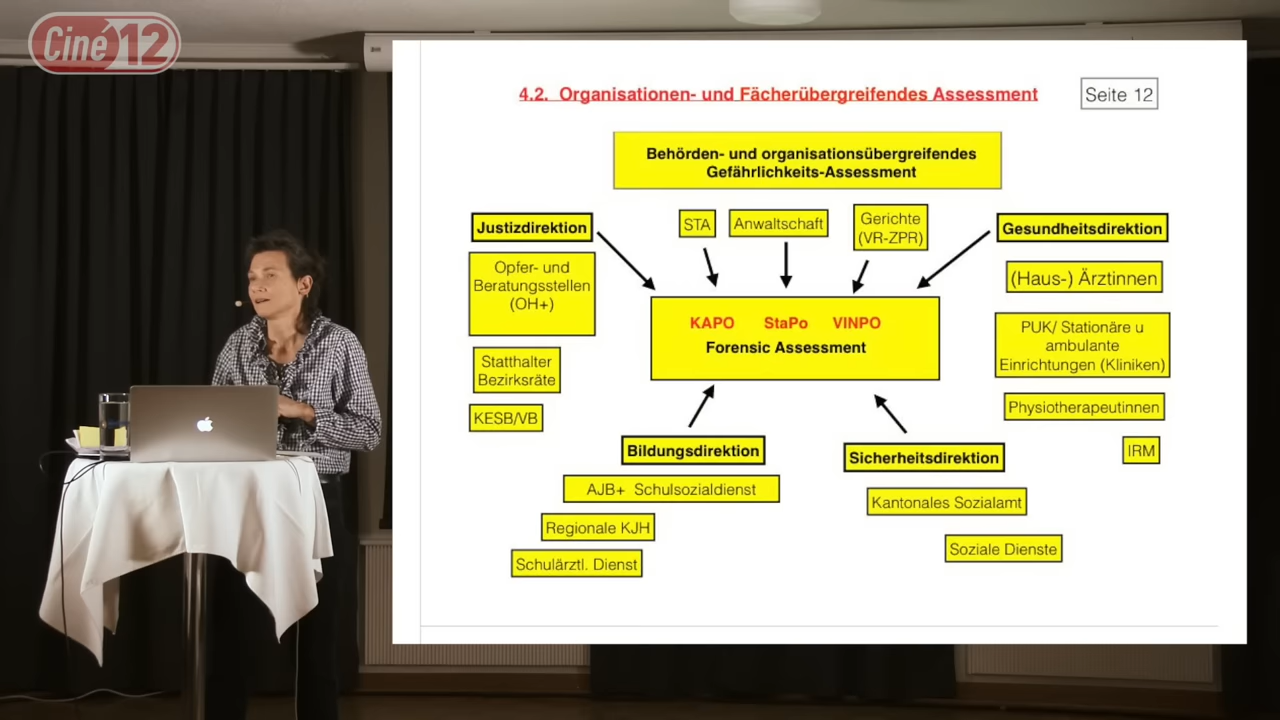 Ciné12
4.2. Organisationen- und Fächerübergreifendes Assessment
Seite 12
Behörden- und organisationsübergreifendes
Gefährlichkeits-Assessment
Justizdirektion
STA
Anwaltschaft
Gerichte
(VR-ZPR)
Gesundheitsdirektion
Opfer- und
Beratungsstellen
(OH+)
(Haus-) Ärztinnen
KAPO StaPo VINPO
Forensic Assessment
PUK/ Stationäre u
ambulante
Einrichtungen (Kliniken)
Statthalter
Bezirksräte
KESB/VB
Physiotherapeutinnen
IRM
Bildungsdirektion
Sicherheitsdirektion
AJB+ Schulsozialdienst
Kantonales Sozialamt
Regionale KJH
Soziale Dienste
Schulärztl. Dienst